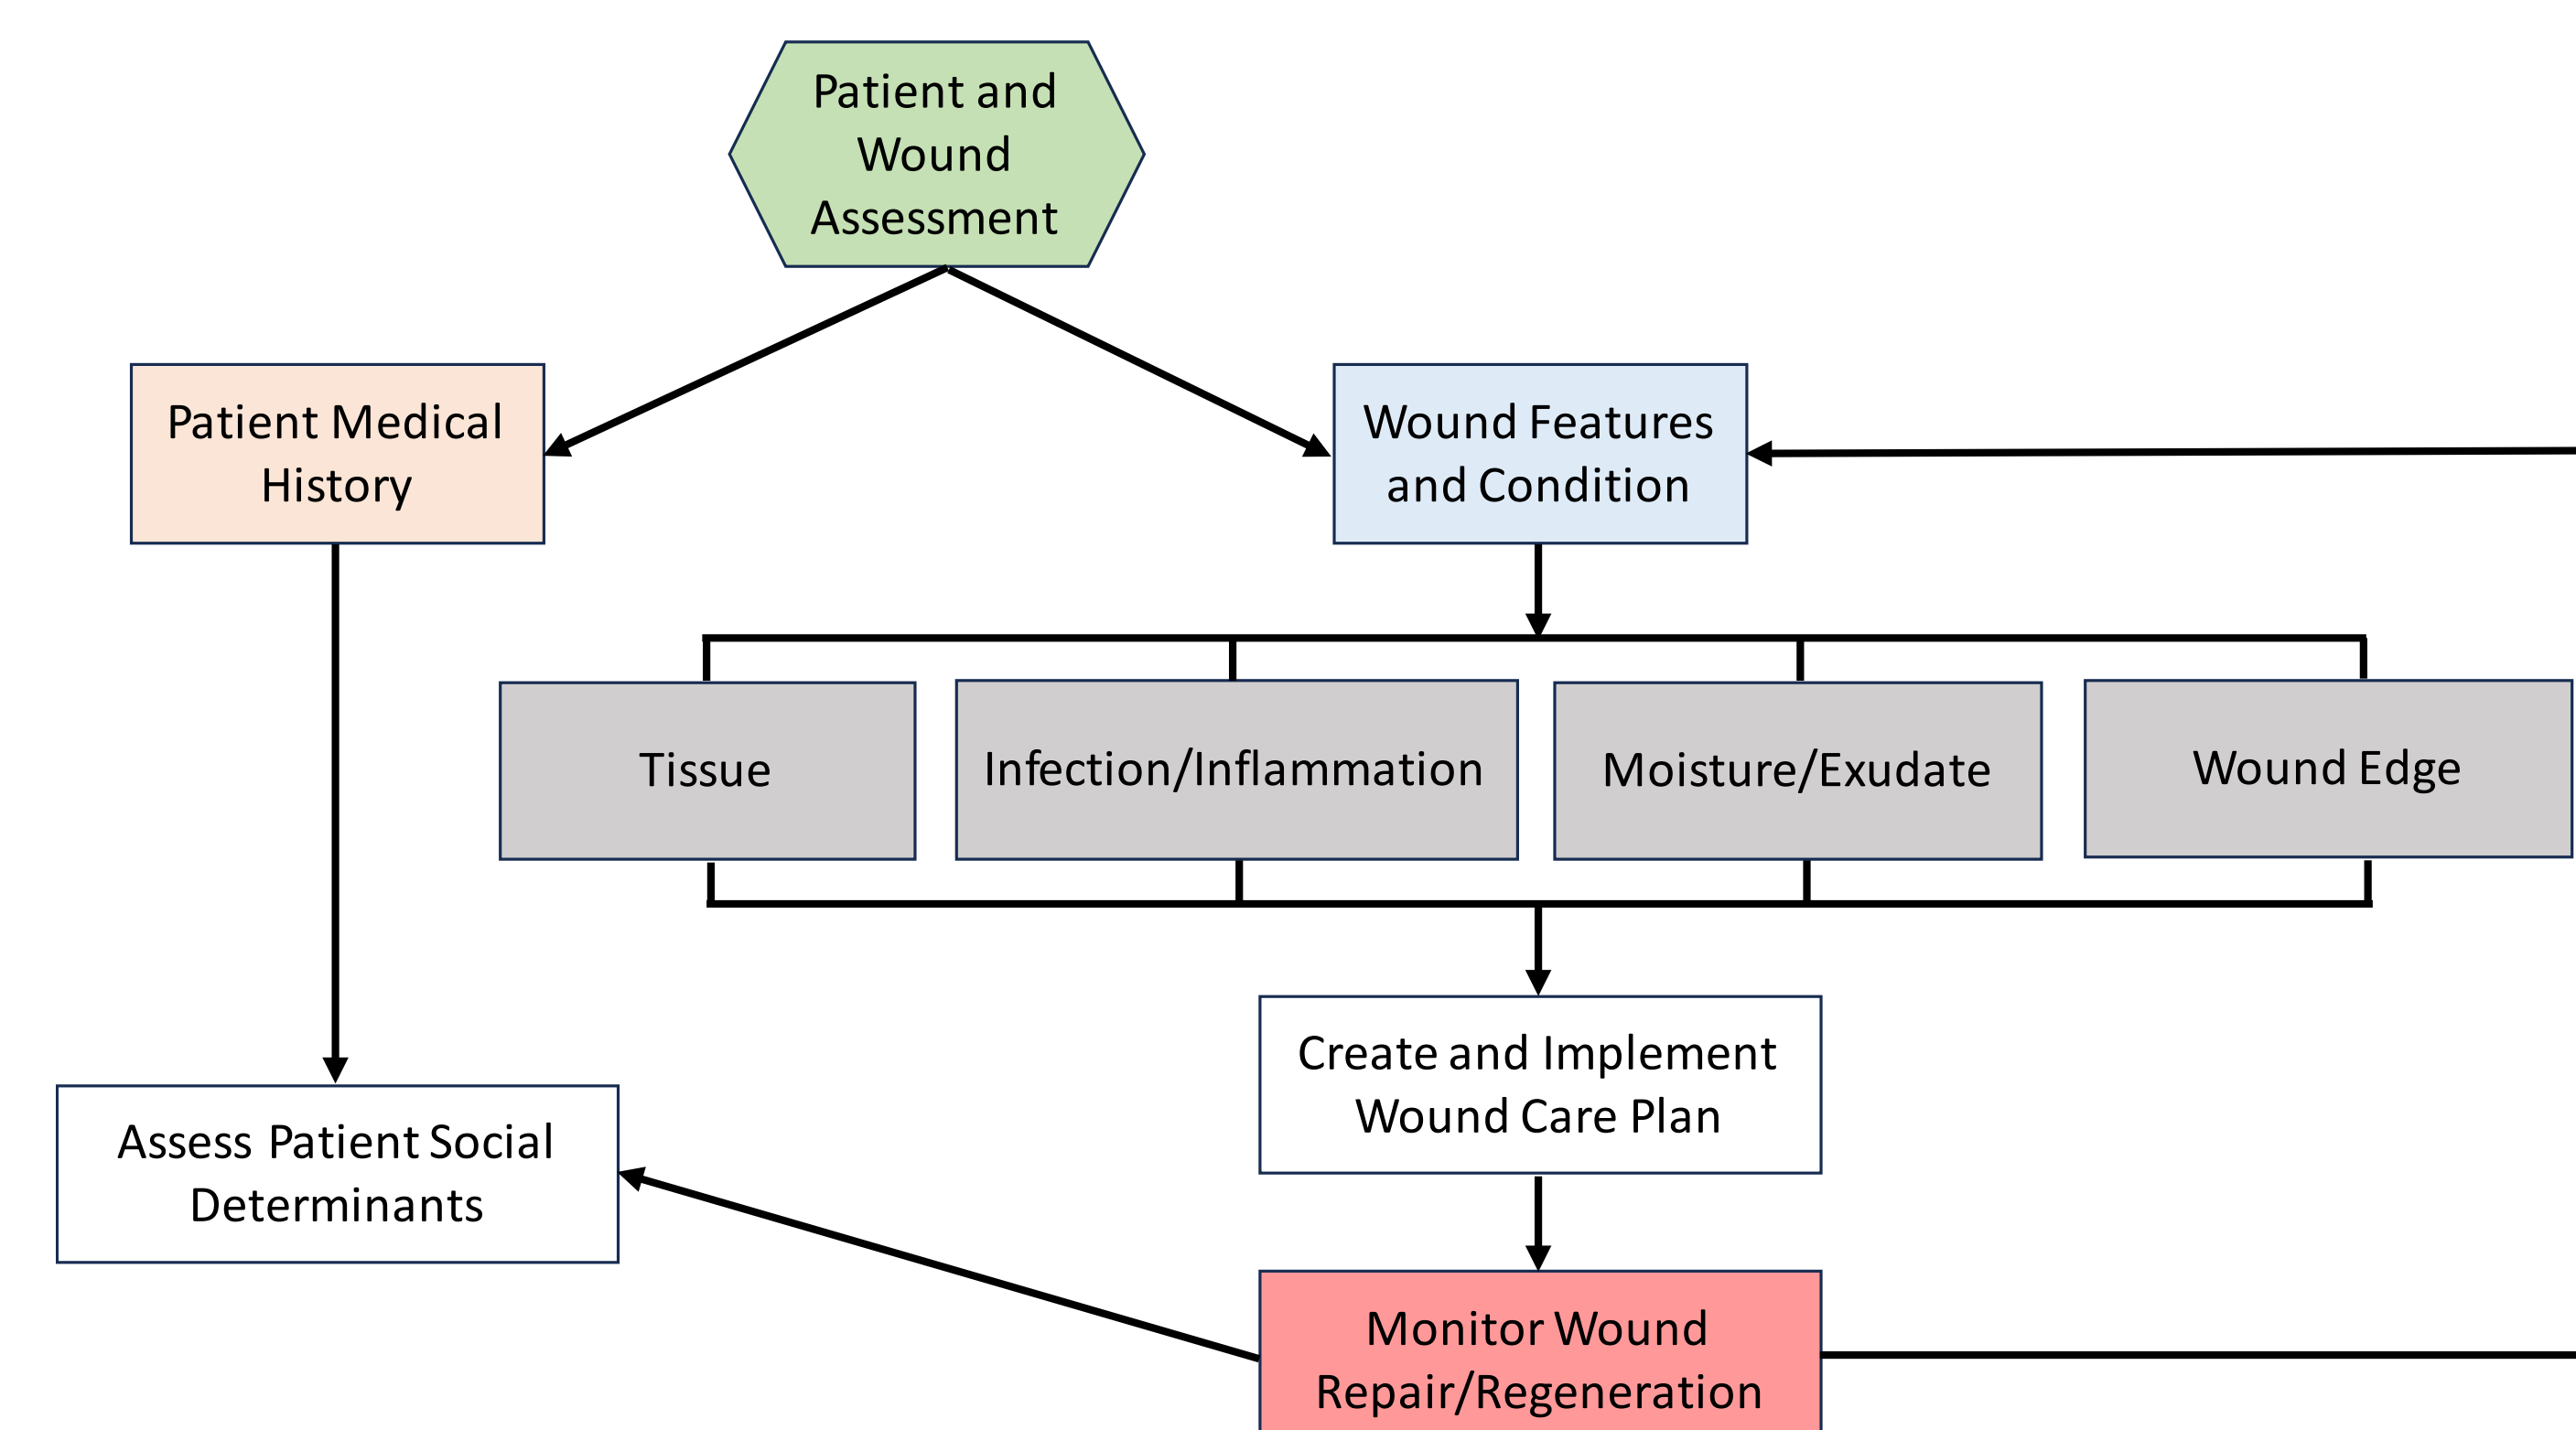 Patient and
Wound
Assessment
Patient Medical
History
Wound Features
and Condition
Tissue
Infection/Inflammation
Moisture/Exudate
Wound Edge
Create and Implement
Wound Care Plan
Assess Patient Social
Determinants
Monitor Wound
Repair/Regeneration